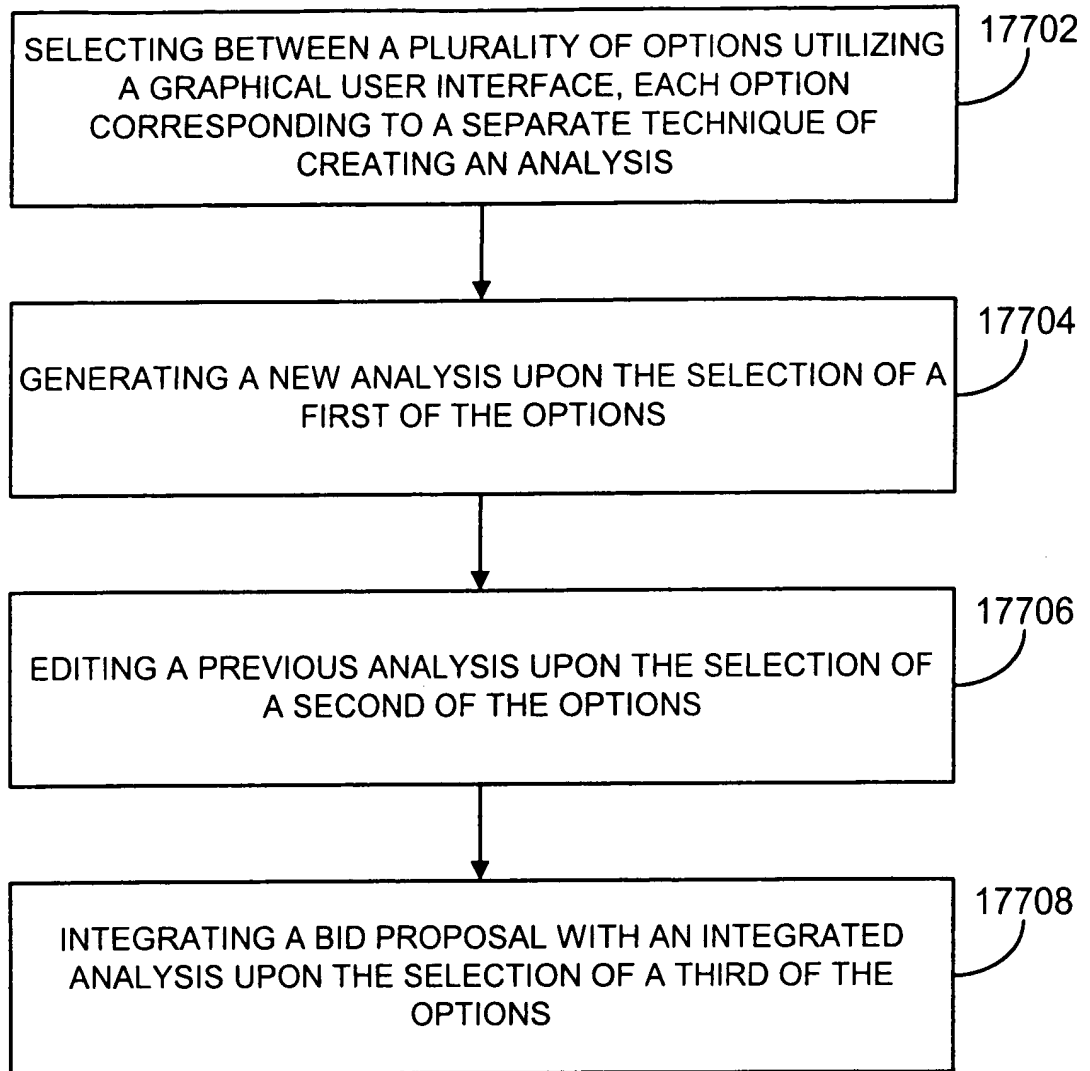 17702
SELECTING BETWEEN A PLURALITY OF OPTIONS UTILIZING
A GRAPHICAL USER INTERFACE, EACH OPTION
CORRESPONDING TO A SEPARATE TECHNIQUE OF
CREATING AN ANALYSIS
17704
GENERATING A NEW ANALYSIS UPON THE SELECTION OF A
FIRST OF THE OPTIONS
17706
EDITING A PREVIOUS ANALYSIS UPON THE SELECTION OF
A SECOND OF THE OPTIONS
17708
INTEGRATING A BID PROPOSAL WITH AN INTEGRATED
ANALYSIS UPON THE SELECTION OF A THIRD OF THE
OPTIONS